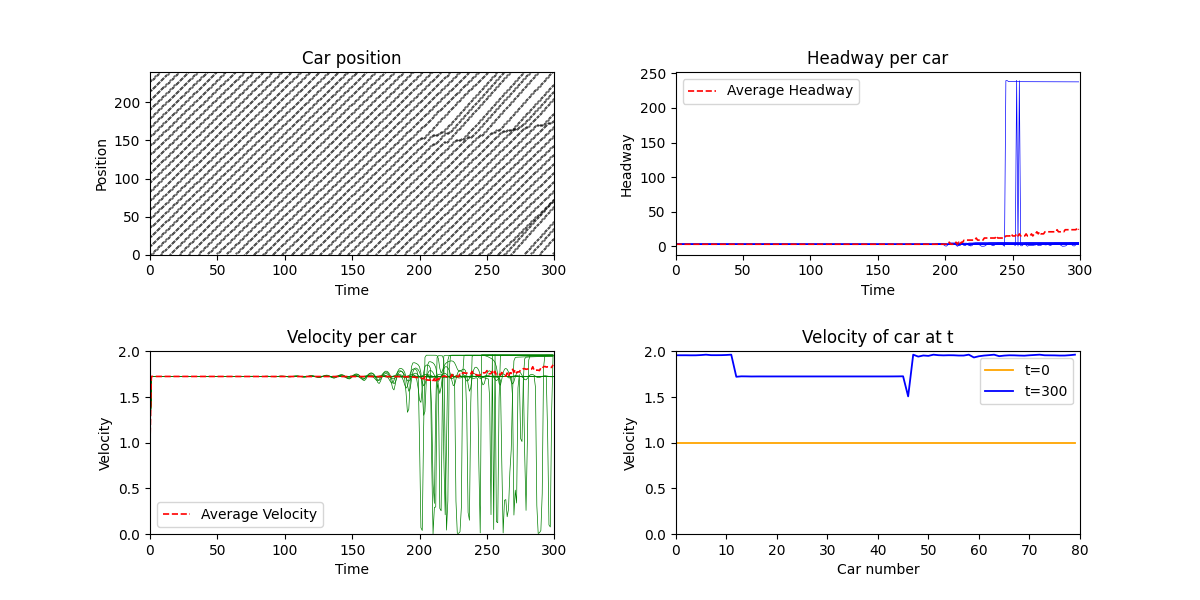 Car position
Position
200
150
100
50
0
0 50 100 150 200 250 300
Time
Headway per car
Headway
250
200
150
100
50
0
Average Headway
0 50 100 150 200 250 300
Time
Velocity per car
Velocity
2.0
1.5
1.0
0.5
0.0
Average Velocity
0 50 100 150 200 250 300
Time
Velocity of car at t
Velocity
2.0
1.5
1.0
0.5
0.0
t=0
t=300
0 10 20 30 40 50 60 70 80
Car number